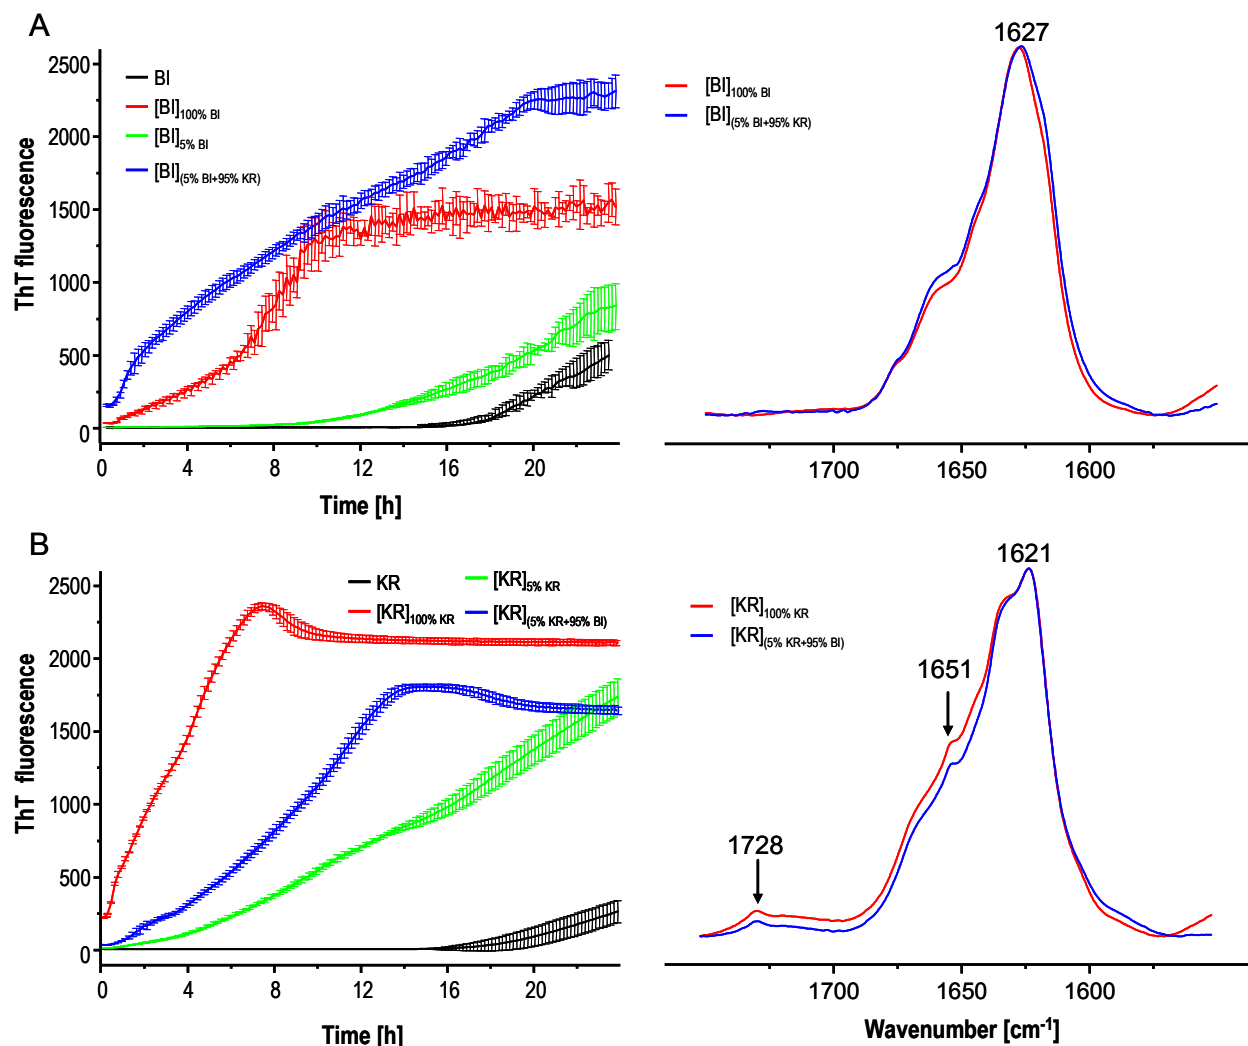 A
ThT fluorescence
2500
2000
1500
1000
500
0
BI
[BI]100% BI
[BI]5% BI
[BI](5% BI+95% KR)
0 4 8 12 16 20
Time [h]
1627
[BI]100% BI
[BI](5% BI+95% KR)
1700 1650 1600
B
ThT fluorescence
2500
2000
1500
1000
500
0
KR [KR]5% KR
[KR]100% KR [KR](5% KR+95% BI)
0 4 8 12 16 20
Time [h]
1621
[KR]100% KR
[KR](5% KR+95% BI)
1651
1728
1700 1650 1600
Wavenumber [cm-1]